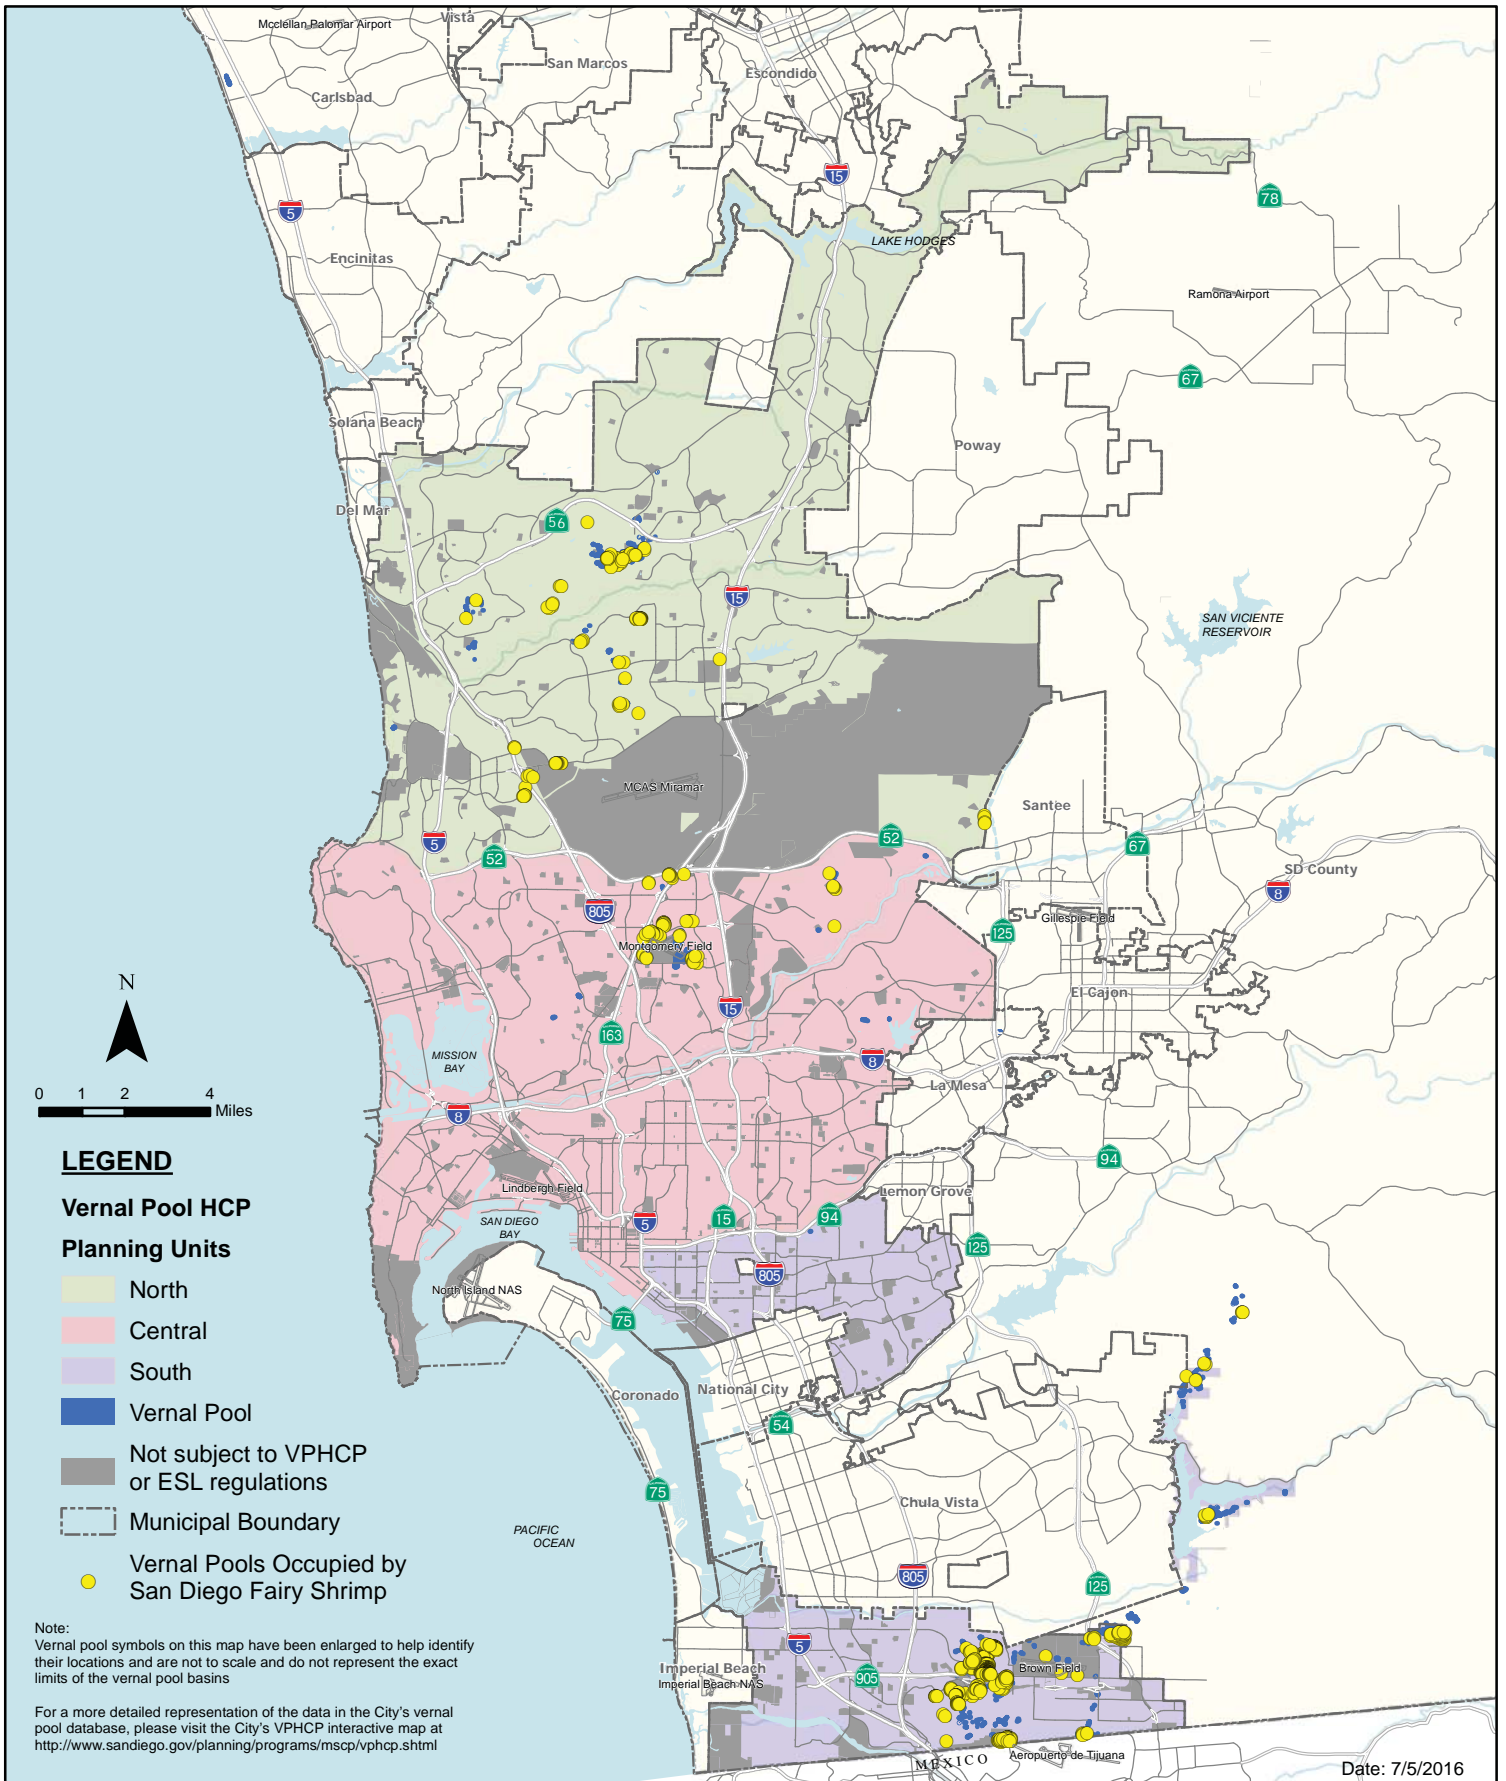 Mcclellan Palomar Airport
Vista
San Marcos
Escondido
Carlsbad
15
78
5
LAKE HODGES
Encinitas
Ramona Airport
67
Solana Beach
Poway
Del Mar
56
15
SAN VICIENTE
RESERVOIR
MCAS Miramar
Santee
5
52
52
67
SD County
8
805
Gillespie Field
125
Montgomery Field
N
El Cajon
15
163
MISSION
BAY
8
La Mesa
0 1 2 4
Miles
8
94
LEGEND
Vernal Pool HCP
Planning Units
North
Central
South
Vernal Pool
Not subject to VPHCP
or ESL regulations
Municipal Boundary
Vernal Pools Occupied by
San Diego Fairy Shrimp
Lindbergh Field
Lemon Grove
SAN DIEGO
BAY
5
15
94
125
805
North Island NAS
75
Coronado
National City
54
75
Chula Vista
PACIFIC
OCEAN
805
125
Note:
Vernal pool symbols on this map have been enlarged to help identify
their locations and are not to scale and do not represent the exact
limits of the vernal pool basins
For a more detailed representation of the data in the City's vernal
pool database, please visit the City's VPHCP interactive map at
http://www.sandiego.gov/planning/programs/mscp/vphcp.shtml
5
Imperial Beach
Imperial Beach NAS
905
Brown Field
MEXICO
Aeropuerto de Tijuana
Date: 7/5/2016